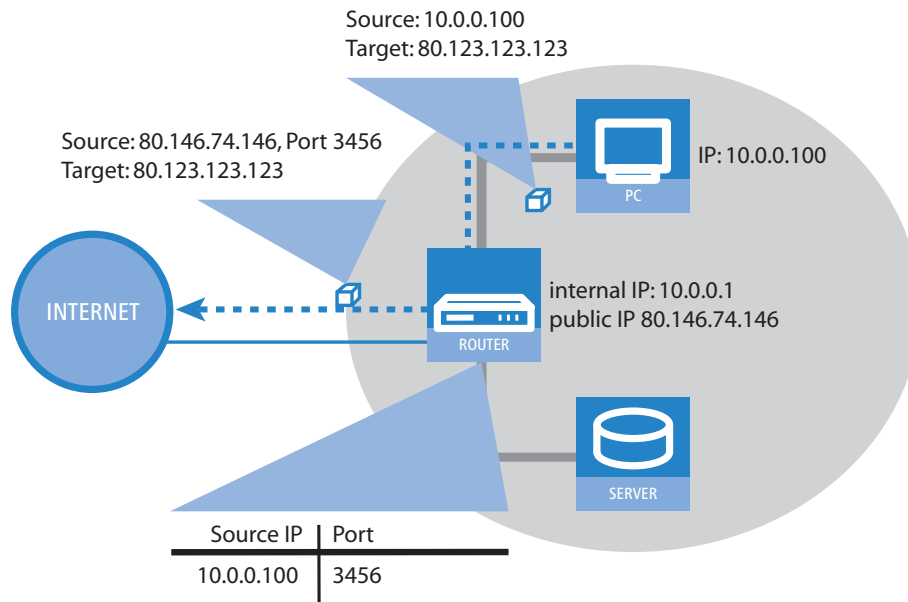 Source: 10.0.0.100
Target: 80.123.123.123
Source: 80.146.74.146, Port 3456
Target: 80.123.123.123
IP: 10.0.0.100
PC
INTERNET
internal IP: 10.0.0.1
public IP 80.146.74.146
ROUTER
SERVER
Source IP Port
10.0.0.100 3456